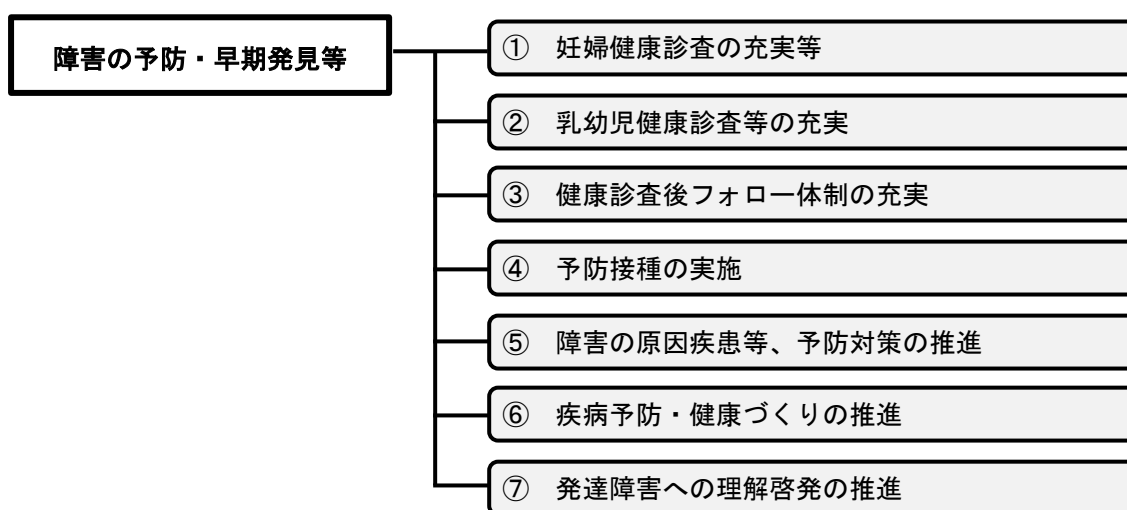 障害の予防・早期発見等
① 妊婦健康診査の充実等
② 乳幼児健康診査等の充実
③ 健康診査後フォロー体制の充実
④ 予防接種の実施
⑤ 障害の原因疾患等、予防対策の推進
⑥ 疾病予防・健康づくりの推進
⑦ 発達障害への理解啓発の推進